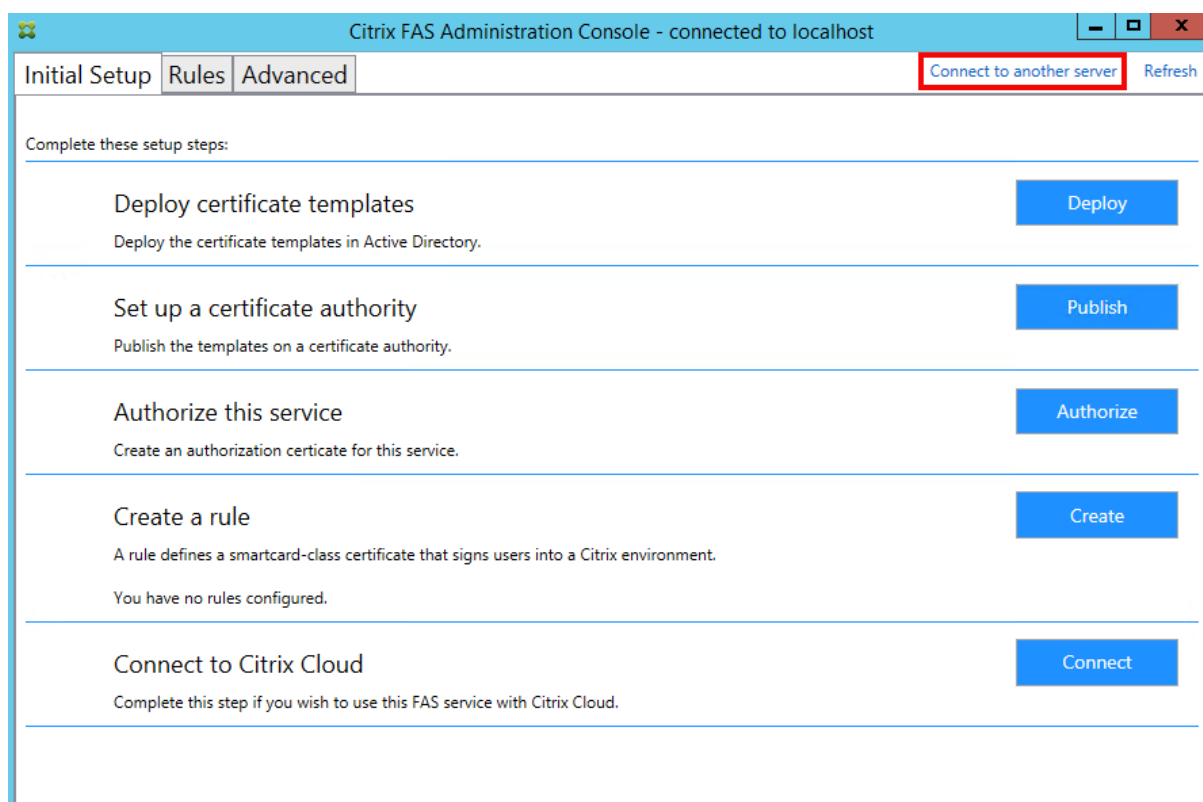 Citrix FAS Administration Console - connected to localhost
Initial Setup Rules Advanced Connect to another server Refresh
Complete these setup steps:
Deploy certificate templates Deploy
Deploy the certificate templates in Active Directory.
Set up a certificate authority Publish
Publish the templates on a certificate authority.
Authorize this service Authorize
Create an authorization certicate for this service.
Create a rule Create
A rule defines a smartcard-class certificate that signs users into a Citrix environment.
You have no rules configured.
Connect to Citrix Cloud Connect
Complete this step if you wish to use this FAS service with Citrix Cloud.